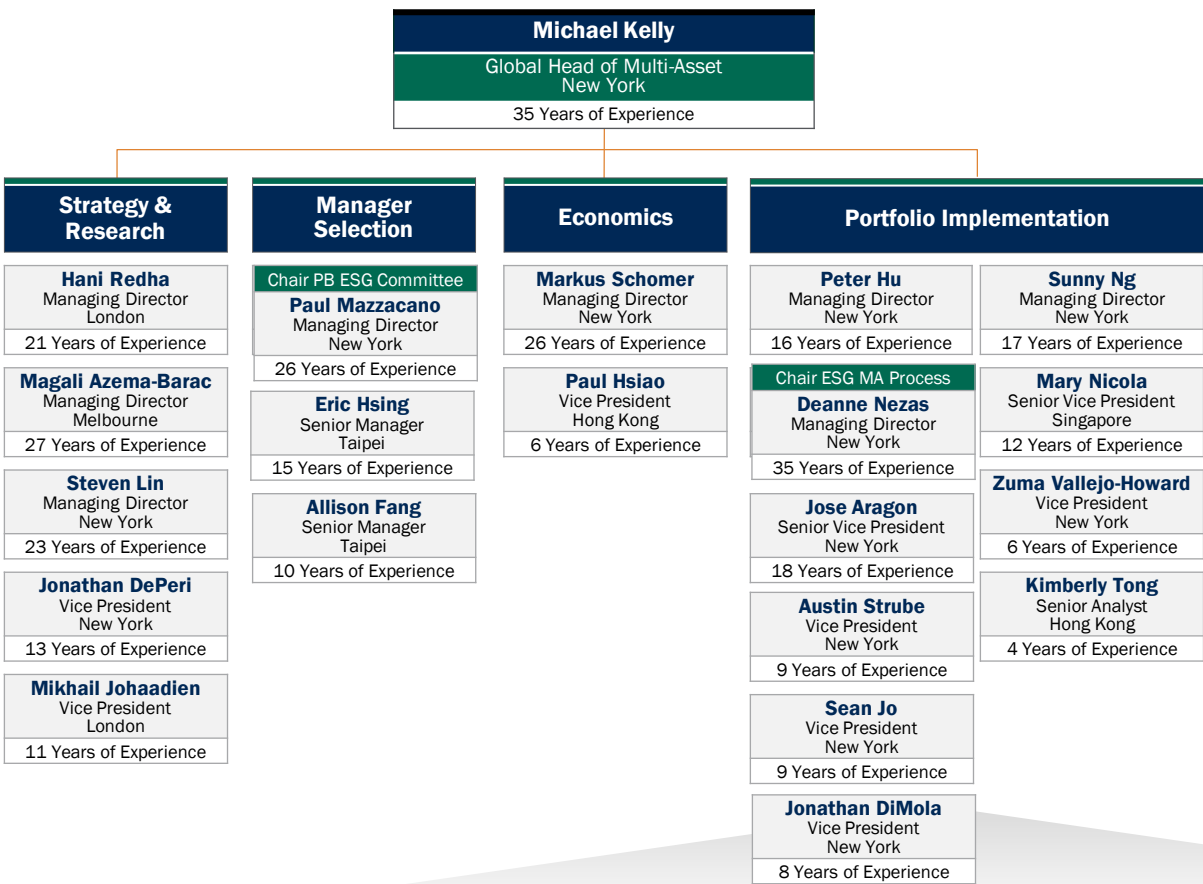 Michael Kelly
Global Head of Multi-Asset
New York
35 Years of Experience
Strategy &
Research
Hani Redha
Managing Director
London
21 Years of Experience
Magali Azema-Barac
Managing Director
Melbourne
27 Years of Experience
Steven Lin
Managing Director
New York
23 Years of Experience
Jonathan DePeri
Vice President
New York
13 Years of Experience
Mikhail Johaadien
Vice President
London
11 Years of Experience
Manager
Selection
Chair PB ESG Committee
Paul Mazzacano
Managing Director
New York
26 Years of Experience
Eric Hsing
Senior Manager
Taipei
15 Years of Experience
Allison Fang
Senior Manager
Taipei
10 Years of Experience
Economics
Markus Schomer
Managing Director
New York
26 Years of Experience
Paul Hsiao
Vice President
Hong Kong
6 Years of Experience
Portfolio Implementation
Peter Hu
Managing Director
New York
16 Years of Experience
Chair ESG MA Process
Deanne Nezas
Managing Director
New York
35 Years of Experience
Jose Aragon
Senior Vice President
New York
18 Years of Experience
Austin Strube
Vice President
New York
9 Years of Experience
Sean Jo
Vice President
New York
9 Years of Experience
Jonathan DiMola
Vice President
New York
8 Years of Experience
Sunny Ng
Managing Director
New York
17 Years of Experience
Mary Nicola
Senior Vice President
Singapore
12 Years of Experience
Zuma Vallejo-Howard
Vice President
New York
6 Years of Experience
Kimberly Tong
Senior Analyst
Hong Kong
4 Years of Experience